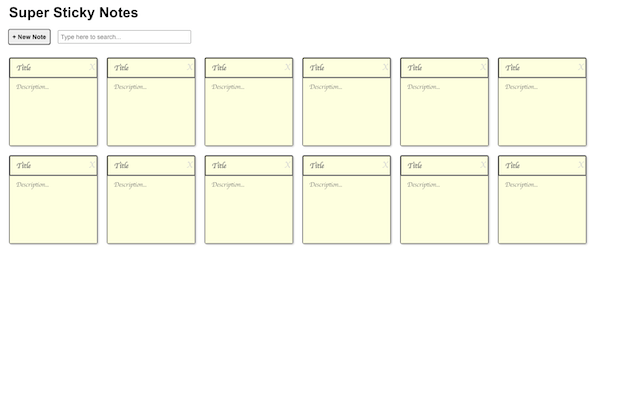 Super Sticky Notes
+ New Note Type here to search...
Title X Title X Title X Title X Title X Title X
Description... Description... Description... Description... Description... Description...
Title X Title X Title X Title X Title X Title X
Description... Description... Description... Description... Description... Description...